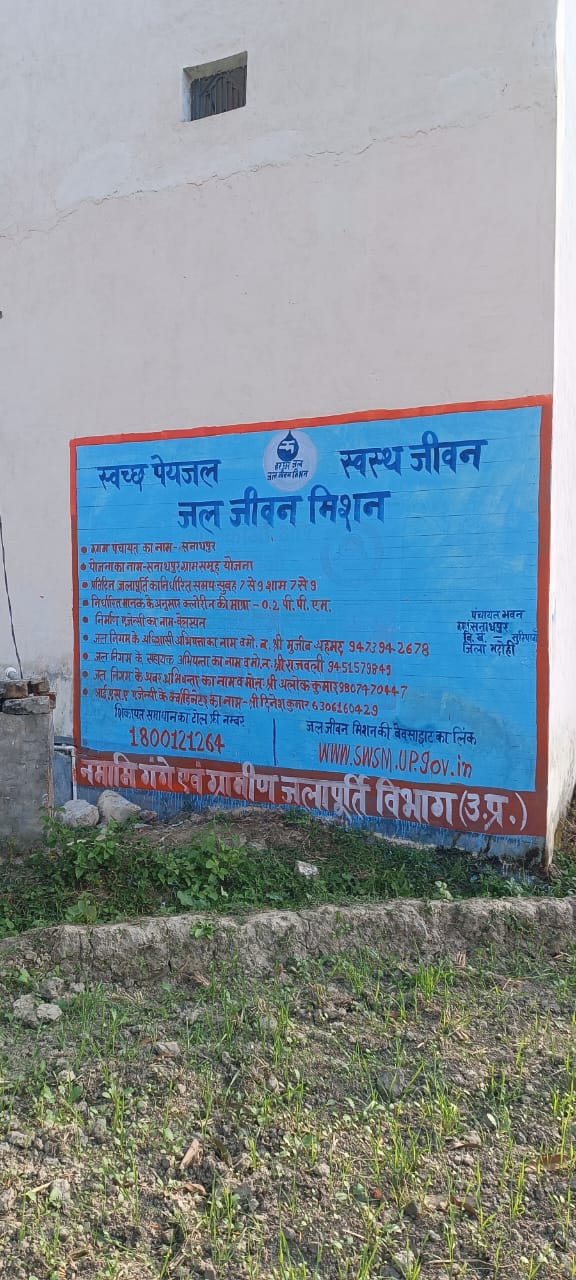 स्वच्छ पेयजल
हर घर जल
जल जीवन मिशन
स्वस्थ जीवन
जल जीवन मिशन
ग्राम पंचायत का नाम - सनाथपुर
योजना का नाम - सनाथपुर ग्राम समूह योजना
प्रतिदिन जलापूर्ति का निर्धारित समय सुबह 7 से 9 शाम 7 से 9
निर्धारित मानक के अनुसार क्लोरीन की मात्रा - 0.2 पी. पी. एम.
निर्माण एजेन्सी का नाम -
जल निगम के अधिशासी अभियन्ता का नाम व मो. न. श्री मुजीब अहमद 9473942678
जल निगम के सहायक अभियन्ता का नाम व मो. न. श्री राजवली 9451579849
जल निगम के अवर अभियन्ता का नाम व मो. न. श्री आलोक कुमार 9807470447
आई. एस. ए एजेन्सी के का नाम - श्री दिनेश कुमार 6306160429
पंचायत भवन
सनाथपुर
वि. ख. -
जिला भदोही
शिकायत समाधान का टोल फ्री नम्बर
1800121264
जल जीवन मिशन की वेवसाइट का लिंक
WWW.SWSM.UP.gov.in
नमामि गंगे एवं ग्रामीण जलापूर्ति विभाग (उ.प्र.)